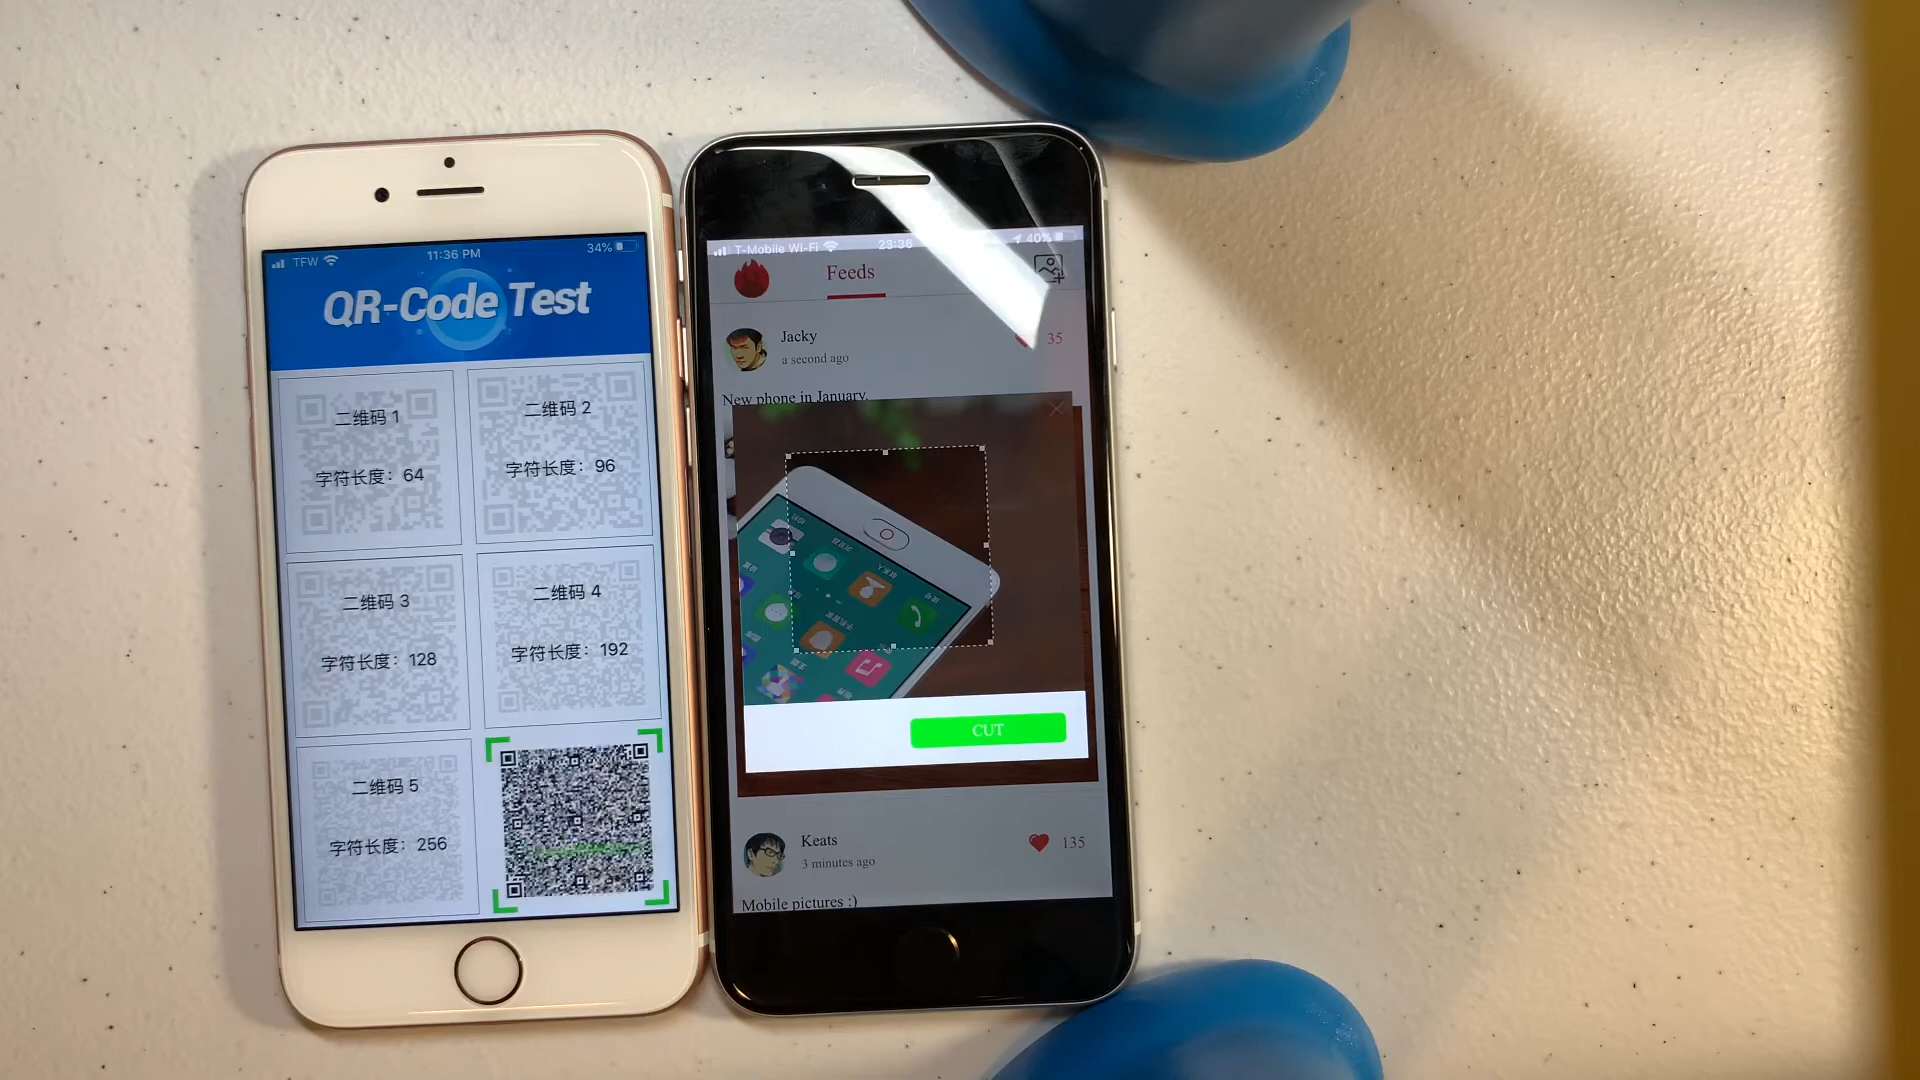 TFW 11:36 PM 34%
QR-Code Test
二维码 1
字符长度：64
二维码 2
字符长度：96
二维码 3
字符长度：128
二维码 4
字符长度：192
二维码 5
字符长度：256
T-Mobile Wi-Fi 23:36 40%
Feeds
Jacky
a second ago
35
New phone in January.
CUT
Keats
3 minutes ago
135
Mobile pictures :)